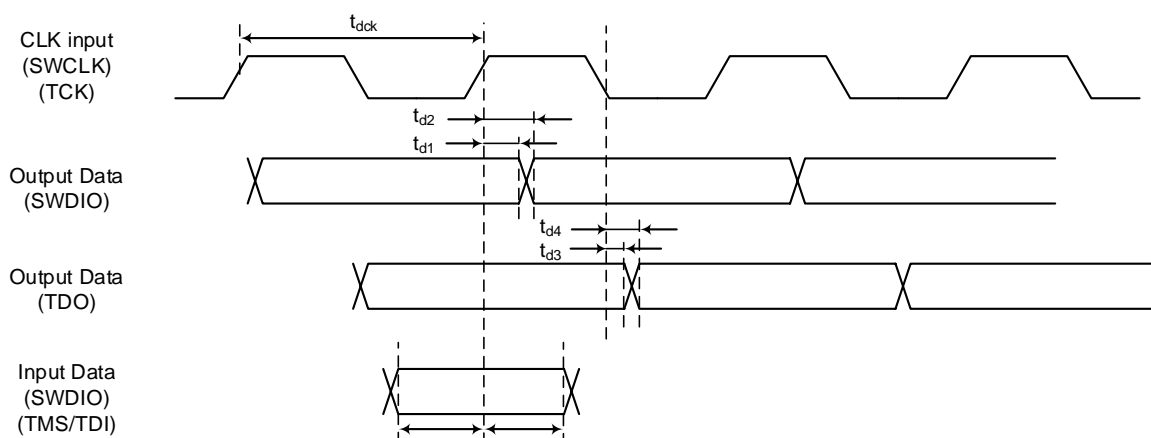 t_dck
CLK input
(SWCLK)
(TCK)
t_d2
t_d1
Output Data
(SWDIO)
t_d4
t_d3
Output Data
(TDO)
Input Data
(SWDIO)
(TMS/TDI)